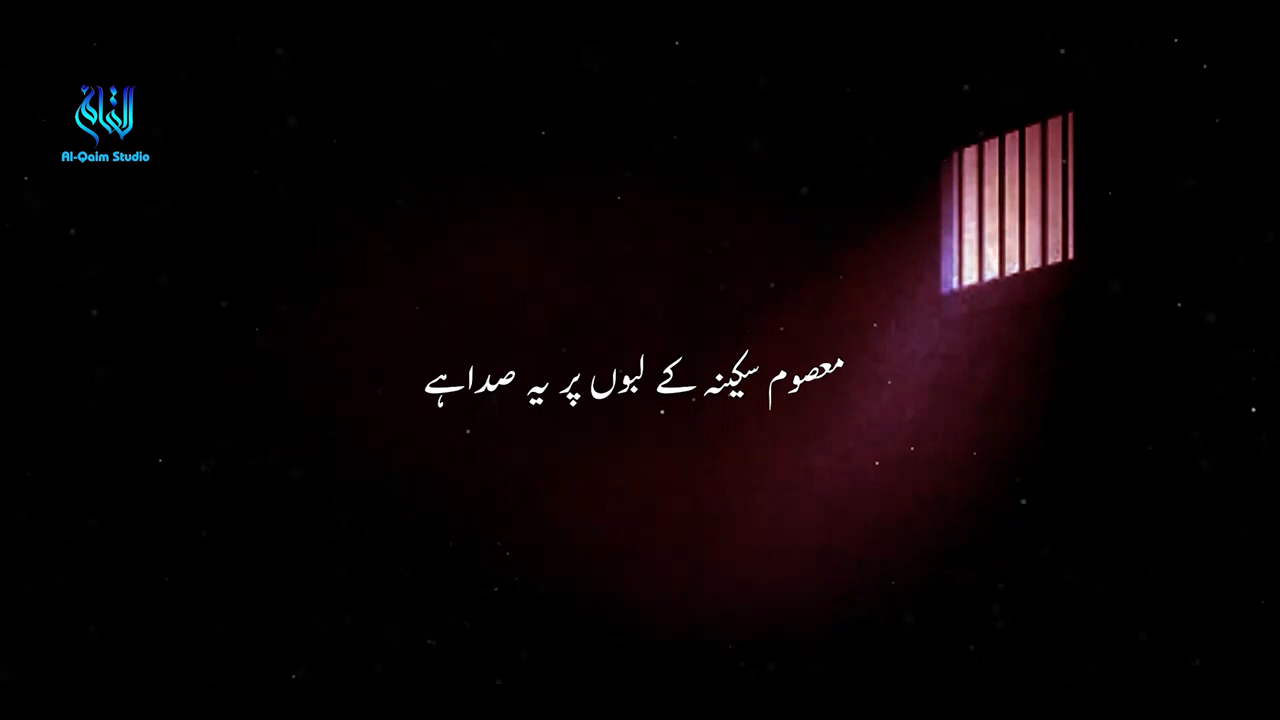 القائم
Al-Qaim Studio
معصوم سکینہ کے لبوں پر یہ صدا ہے